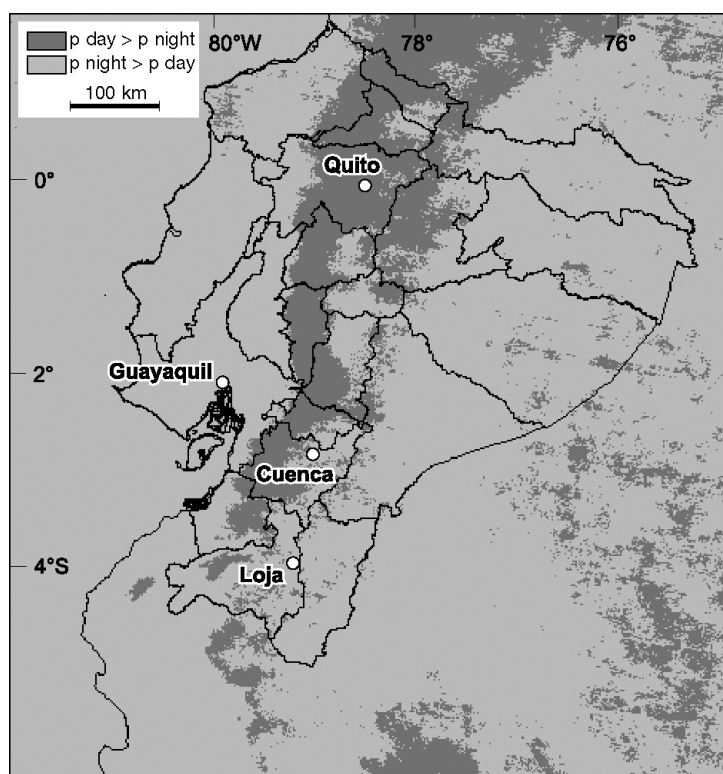 p day > p night
p night > p day
100 km
80°W
78°
76°
0°
Quito
2°
Guayaquil
Cuenca
4°S
Loja